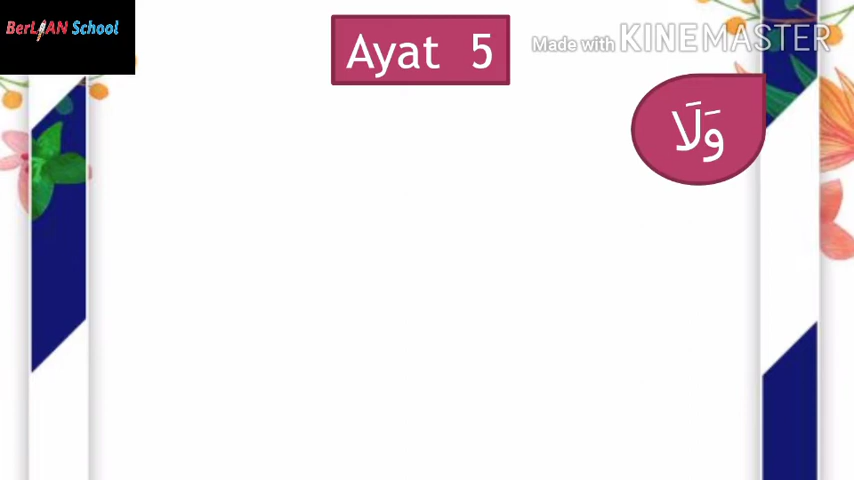 BerLIAN School
Ayat 5
Made with KINEMASTER
وَلَا